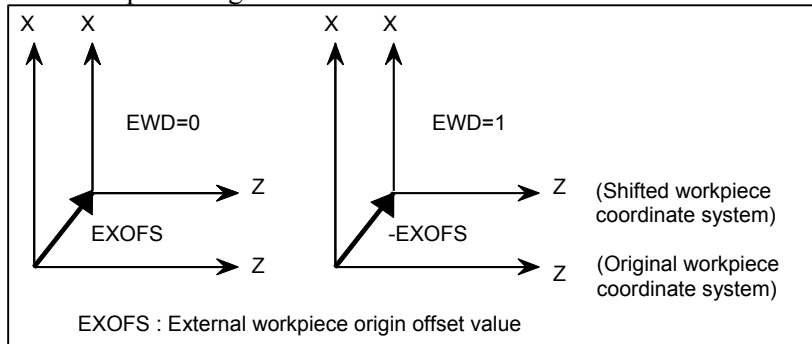 X X X X
EWD=0 EWD=1
Z Z (Shifted workpiece
coordinate system)
EXOFS -EXOFS
Z Z (Original workpiece
coordinate system)
EXOFS : External workpiece origin offset value